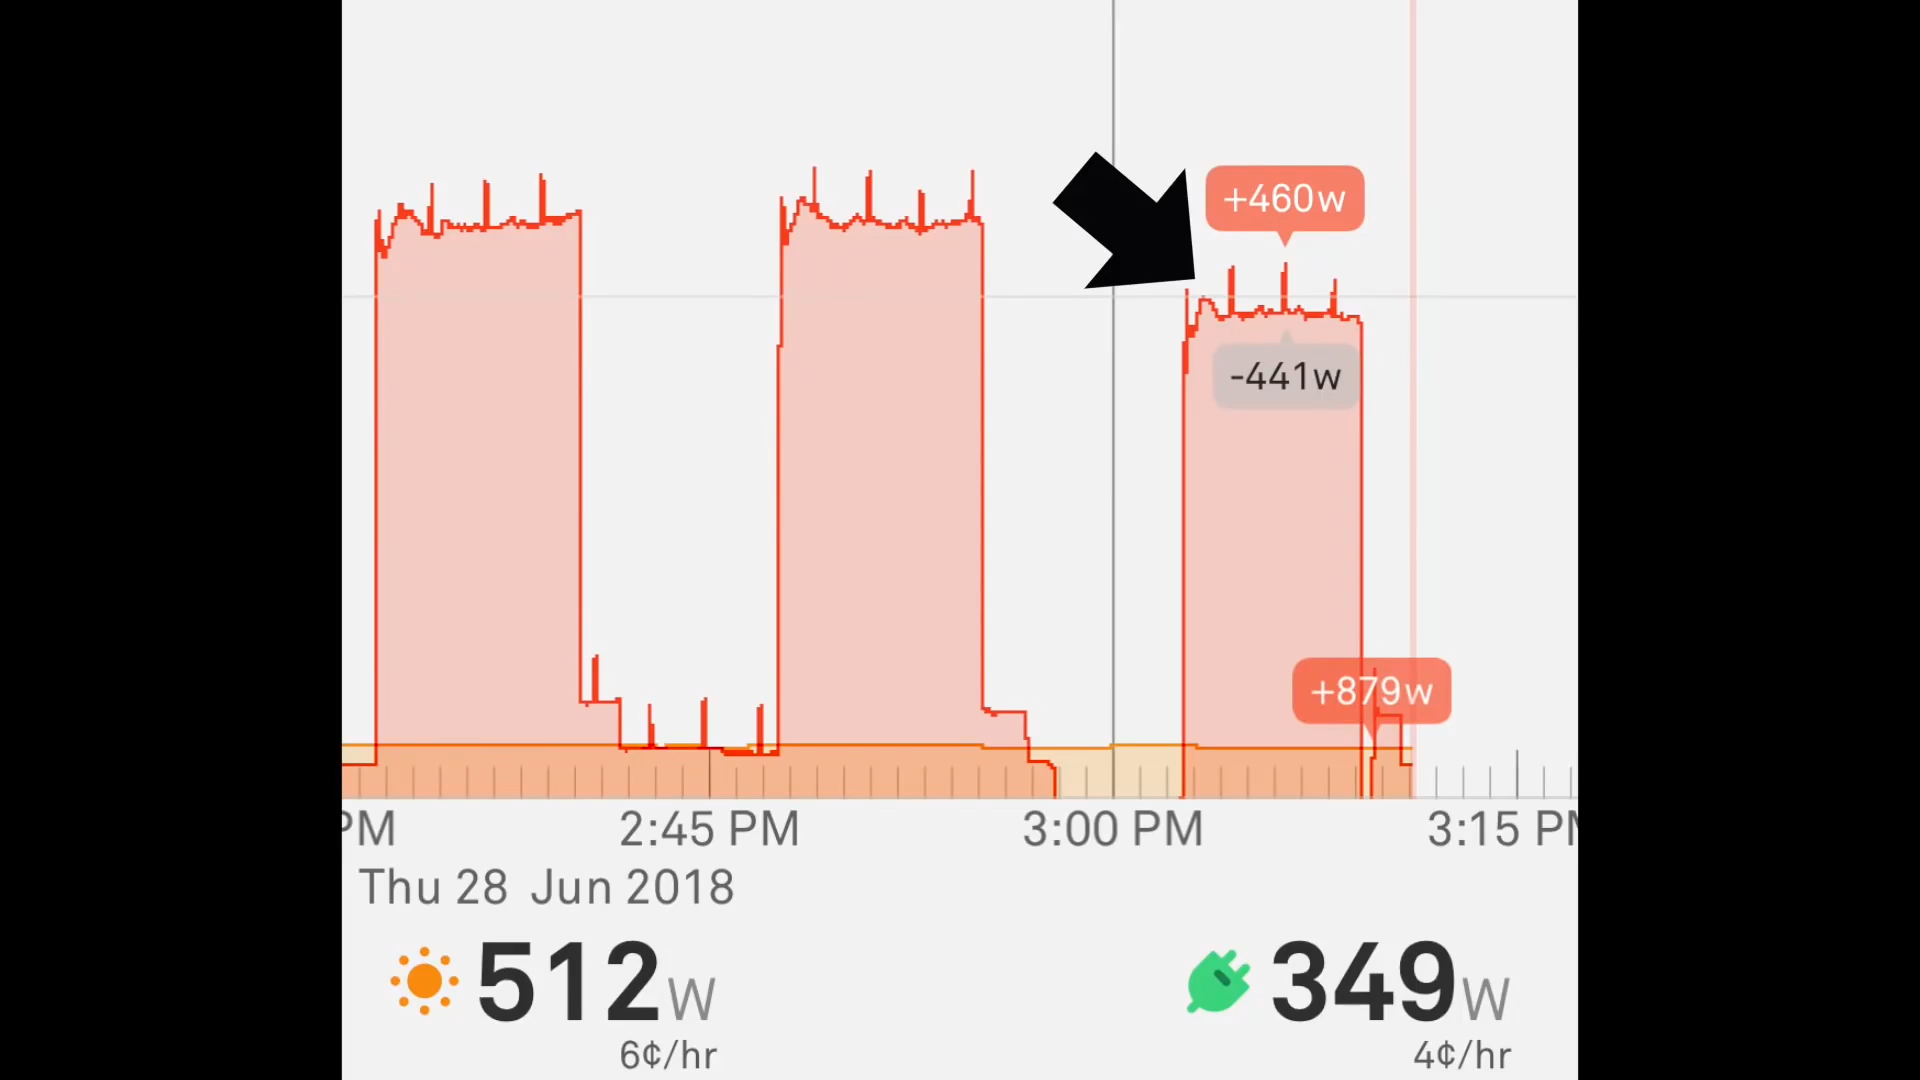 +460w
-441w
+879w
PM
2:45 PM
3:00 PM
3:15 PM
Thu 28 Jun 2018
512W
349W
6¢/hr
4¢/hr